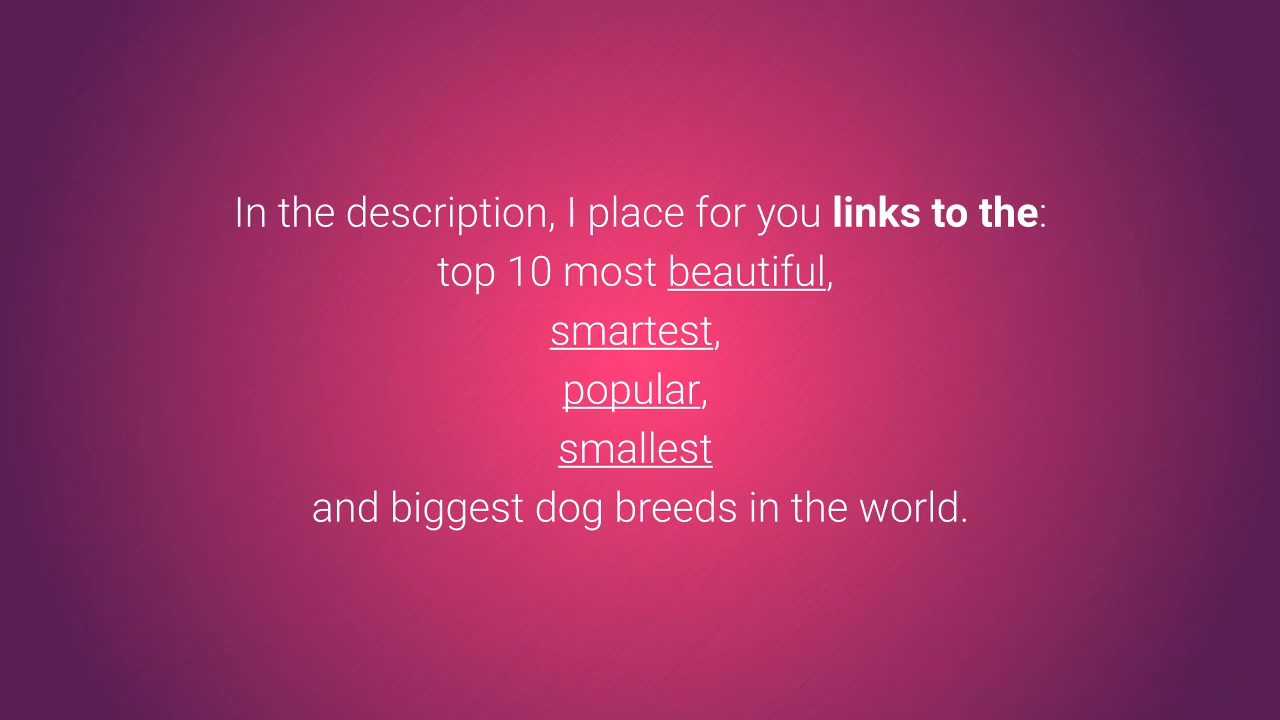 In the description, I place for you links to the:
top 10 most beautiful,
smartest,
popular,
smallest
and biggest dog breeds in the world.